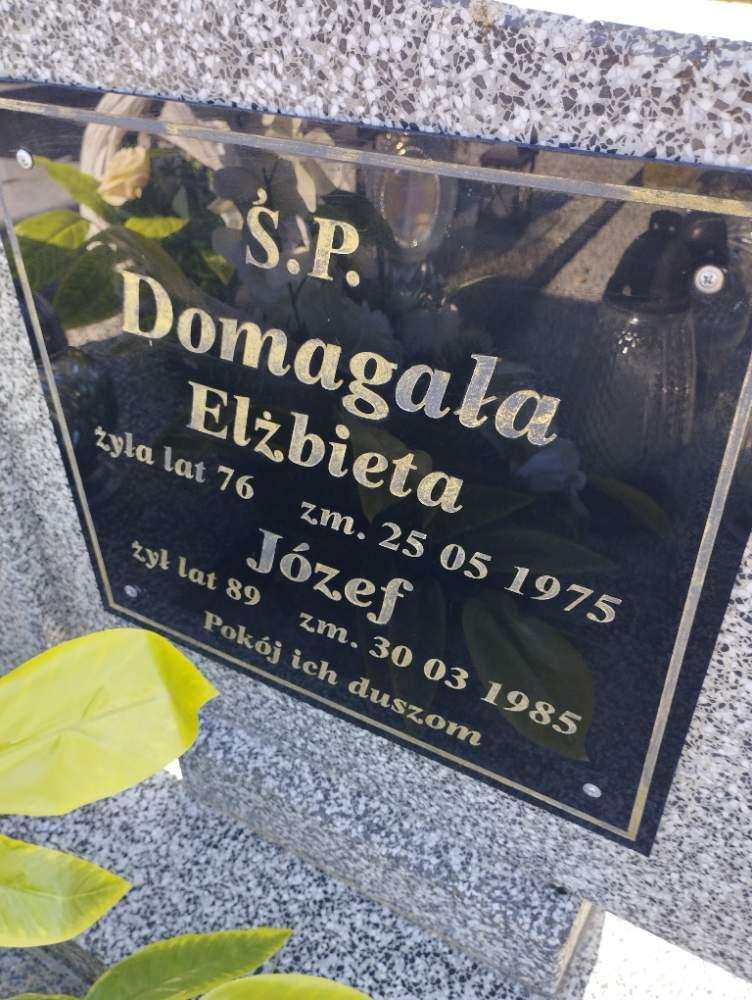 Ś.P.
Domagała
Elżbieta
żyła lat 76 zm. 25 05 1975
Józef
żył lat 89 zm. 30 03 1985
Pokój ich duszom